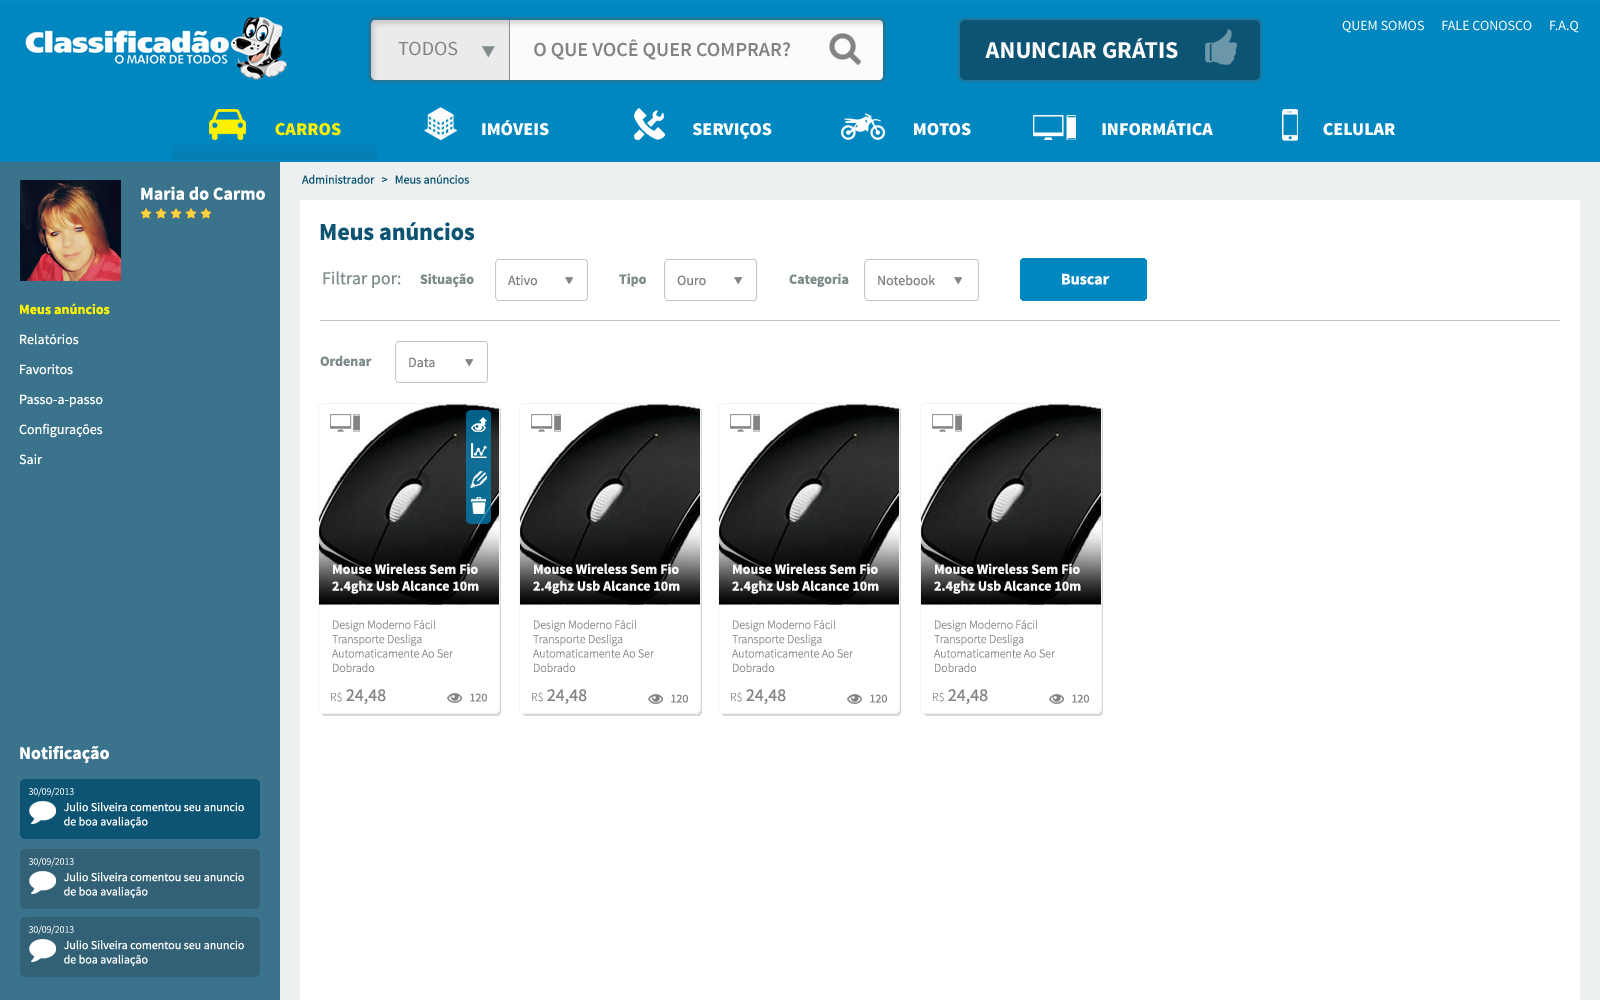 Classificadão
O MAIOR DE TODOS
TODOS
O QUE VOCÊ QUER COMPRAR?
ANUNCIAR GRÁTIS
QUEM SOMOS
FALE CONOSCO
F.A.Q
CARROS
IMÓVEIS
SERVIÇOS
MOTOS
INFORMÁTICA
CELULAR
Maria do Carmo
Meus anúncios
Relatórios
Favoritos
Passo-a-passo
Configurações
Sair
Notificação
30/09/2013
Julio Silveira comentou seu anuncio
de boa avaliação
30/09/2013
Julio Silveira comentou seu anuncio
de boa avaliação
30/09/2013
Julio Silveira comentou seu anuncio
de boa avaliação
Administrador > Meus anúncios
Meus anúncios
Filtrar por:
Situação
Ativo
Tipo
Ouro
Categoria
Notebook
Buscar
Ordenar
Data
Mouse Wireless Sem Fio
2.4ghz Usb Alcance 10m
Design Moderno Fácil
Transporte Desliga
Automaticamente Ao Ser
Dobrado
R$ 24,48
120
Mouse Wireless Sem Fio
2.4ghz Usb Alcance 10m
Design Moderno Fácil
Transporte Desliga
Automaticamente Ao Ser
Dobrado
R$ 24,48
120
Mouse Wireless Sem Fio
2.4ghz Usb Alcance 10m
Design Moderno Fácil
Transporte Desliga
Automaticamente Ao Ser
Dobrado
R$ 24,48
120
Mouse Wireless Sem Fio
2.4ghz Usb Alcance 10m
Design Moderno Fácil
Transporte Desliga
Automaticamente Ao Ser
Dobrado
R$ 24,48
120